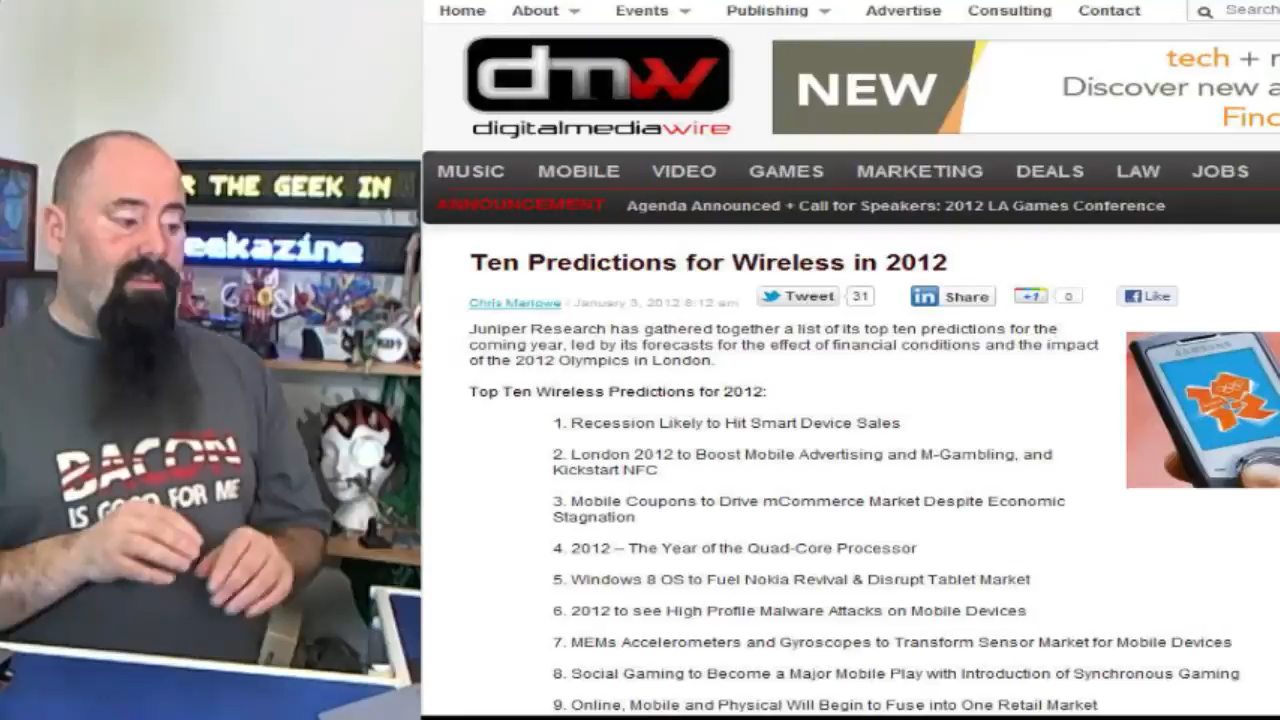 Home About Events Publishing Advertise Consulting Contact Search
dmw
digitalmediawire
NEW
tech +
Discover new
MUSIC MOBILE VIDEO GAMES MARKETING DEALS LAW JOBS
ANNOUNCEMENT Agenda Announced + Call for Speakers: 2012 LA Games Conference
R THE GEEK IN
eekazine
Ten Predictions for Wireless in 2012
Chris Marlowe January 3, 2012 8:12 am Tweet 31 in Share +1 0 Like
Juniper Research has gathered together a list of its top ten predictions for the
coming year, led by its forecasts for the effect of financial conditions and the impact
of the 2012 Olympics in London.
SAMSUNG
Top Ten Wireless Predictions for 2012:
1. Recession Likely to Hit Smart Device Sales
2. London 2012 to Boost Mobile Advertising and M-Gambling, and
Kickstart NFC
3. Mobile Coupons to Drive mCommerce Market Despite Economic
Stagnation
4. 2012 – The Year of the Quad-Core Processor
5. Windows 8 OS to Fuel Nokia Revival & Disrupt Tablet Market
6. 2012 to see High Profile Malware Attacks on Mobile Devices
7. MEMs Accelerometers and Gyroscopes to Transform Sensor Market for Mobile Devices
8. Social Gaming to Become a Major Mobile Play with Introduction of Synchronous Gaming
9. Online, Mobile and Physical Will Begin to Fuse into One Retail Market
BACON
IS GOOD FOR ME